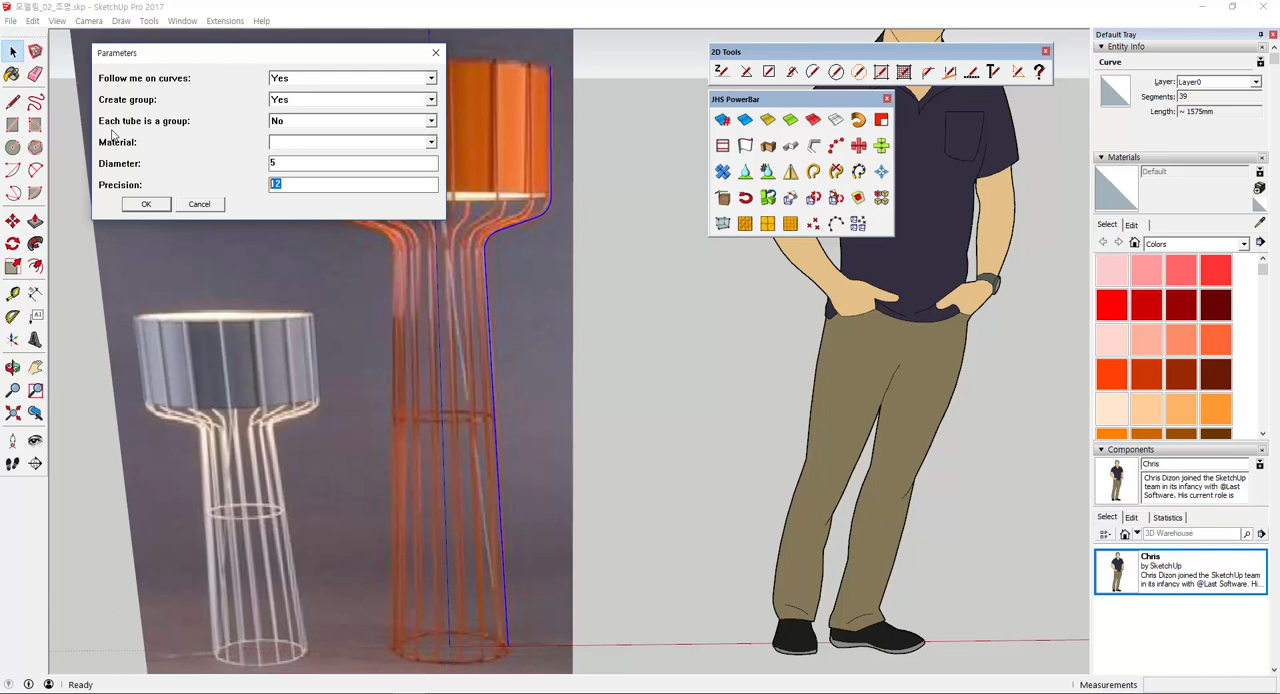 모델링_02_조명.skp - SketchUp Pro 2017
File Edit View Camera Draw Tools Window Extensions Help
Parameters
Follow me on curves: Yes
Create group: Yes
Each tube is a group: No
Material:
Diameter: 5
Precision: 12
OK Cancel
2D Tools
JHS PowerBar
Default Tray
Entity Info
Curve
Layer: Layer0
Segments: 39
Length: ~ 1575mm
Materials
Default
Select Edit
Colors
Components
Chris
Chris Dizon joined the SketchUp
team in its infancy with @Last
Software. His current role is
Select Edit Statistics
3D Warehouse
Chris
by SketchUp
Chris Dizon joined the SketchUp
team in its infancy with @Last
Software. His current role is enti...
Ready
Measurements